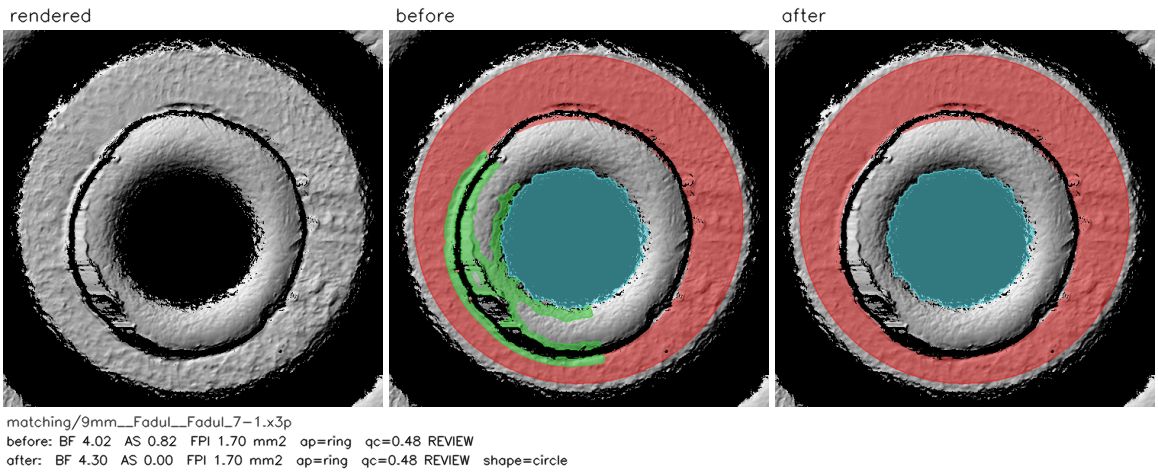 rendered
before
after
matching/9mm__Fadul__Fadul_7-1.x3p
before: BF 4.02 AS 0.82 FPI 1.70 mm2 ap=ring qc=0.48 REVIEW
after: BF 4.30 AS 0.00 FPI 1.70 mm2 ap=ring qc=0.48 REVIEW shape=circle